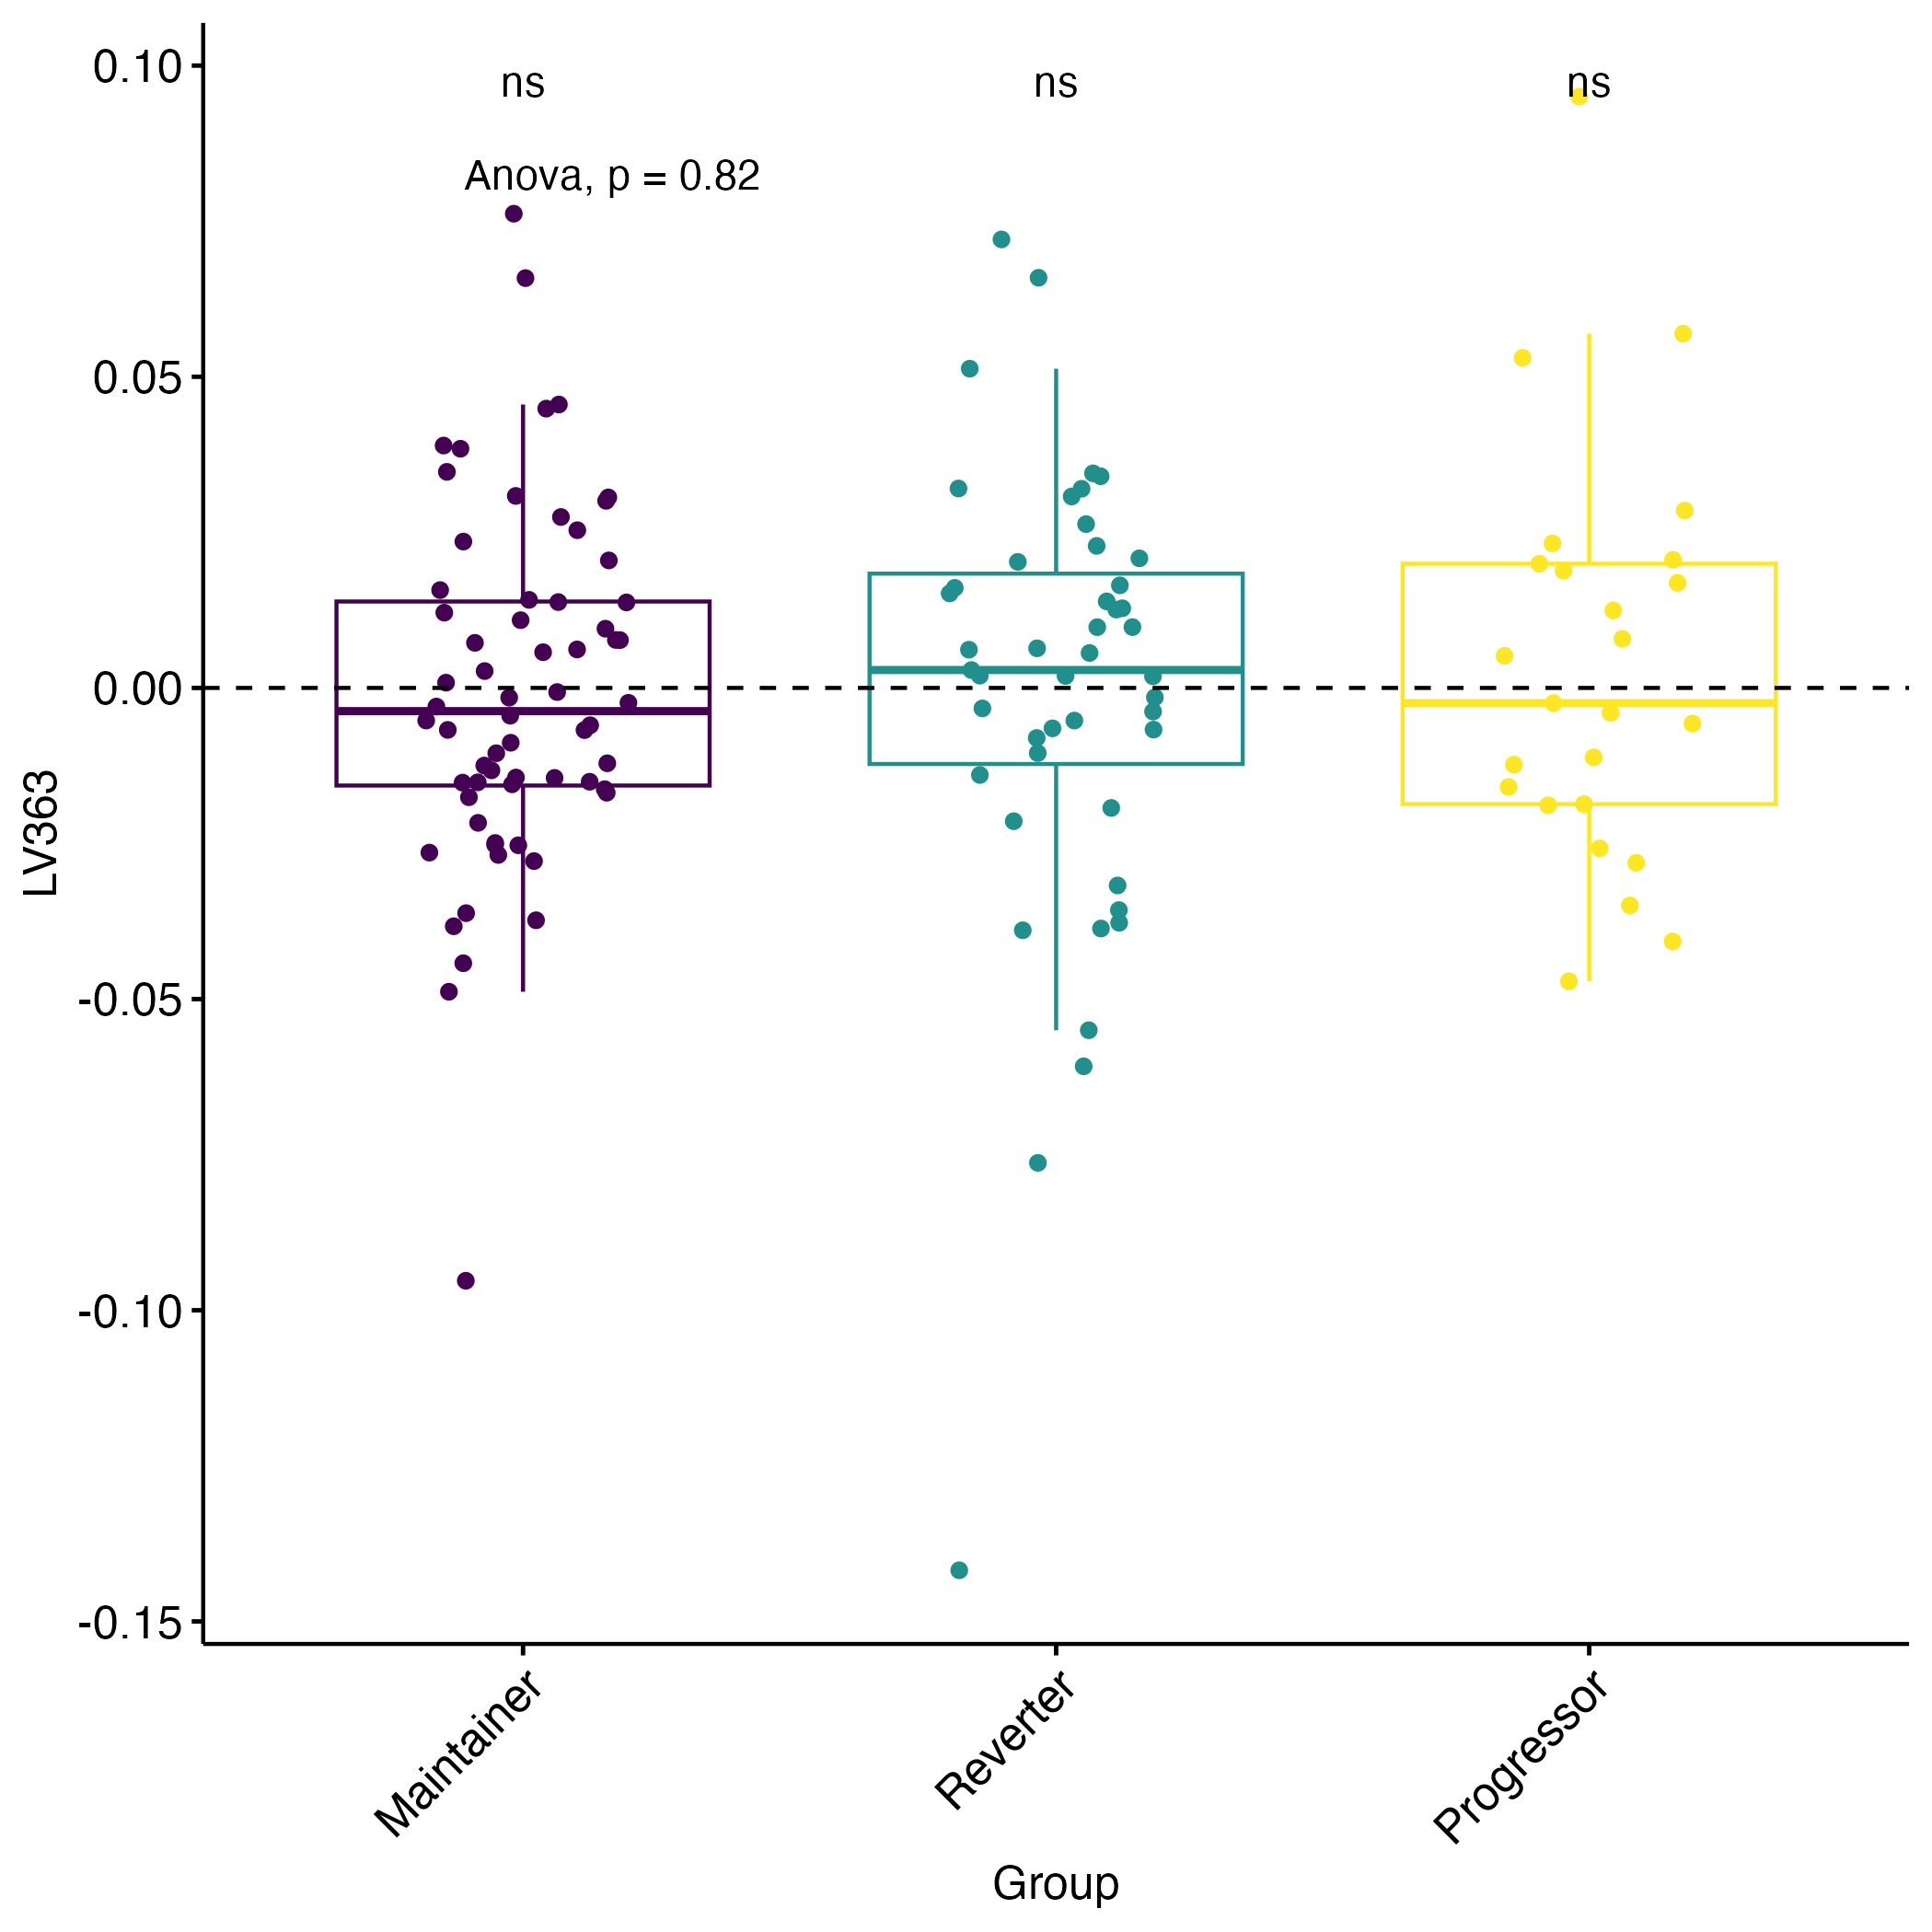 ns ns ns
Anova, p = 0.82
0.10
0.05
0.00
-0.05
-0.10
-0.15
LV363
Maintainer
Reverter
Progressor
Group